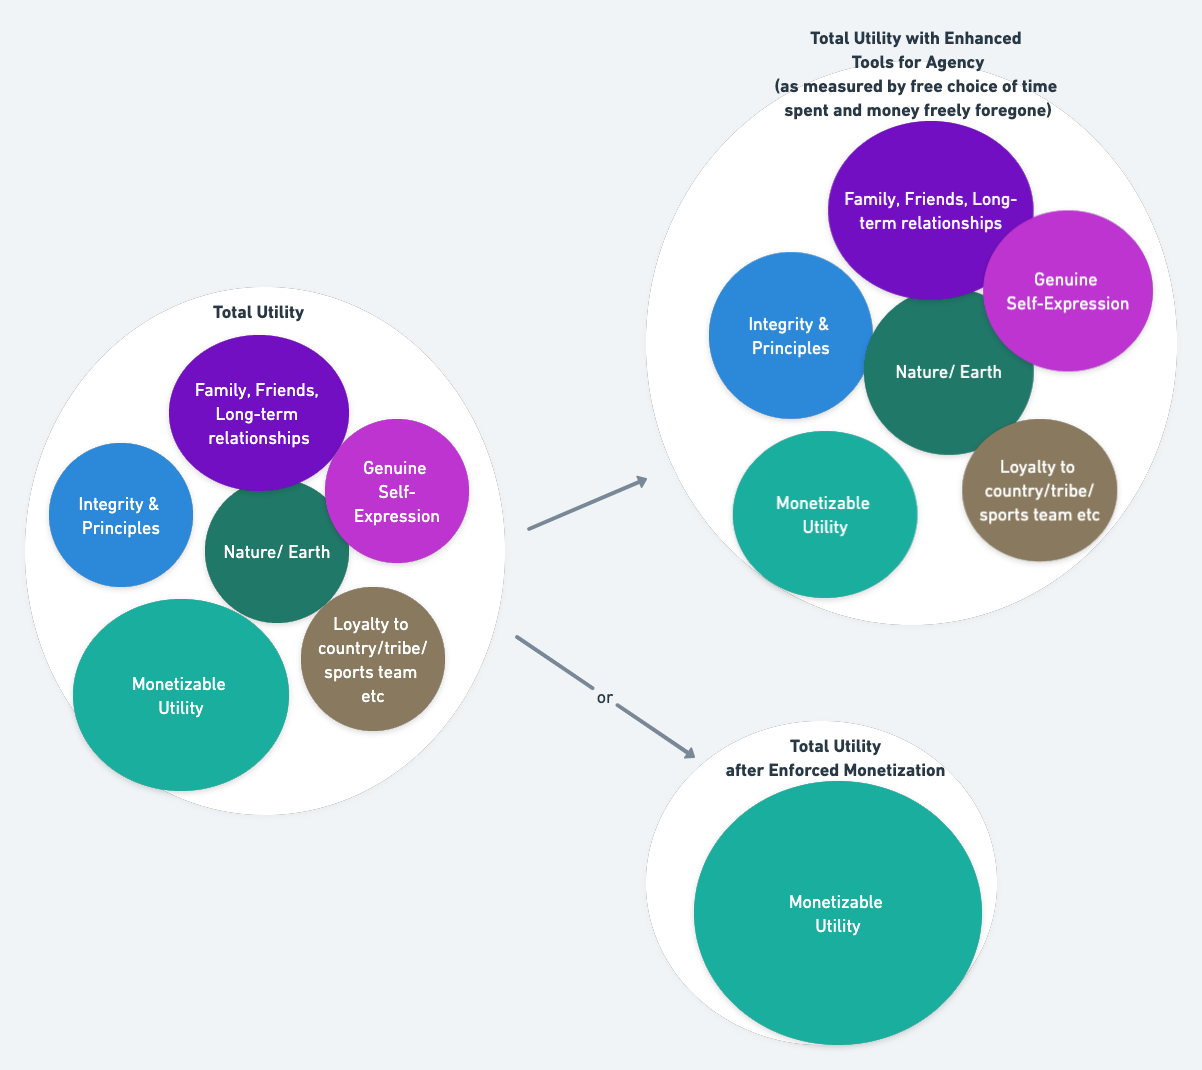 Total Utility with Enhanced
Tools for Agency
(as measured by free choice of time
spent and money freely foregone)
Family, Friends, Long-
term relationships
Genuine
Self-Expression
Integrity &
Principles
Nature/ Earth
Loyalty to
country/tribe/
sports team etc
Monetizable
Utility
Total Utility
Family, Friends,
Long-term
relationships
Genuine
Self-
Expression
Integrity &
Principles
Nature/ Earth
Loyalty to
country/tribe/
sports team
etc
Monetizable
Utility
or
Total Utility
after Enforced Monetization
Monetizable
Utility